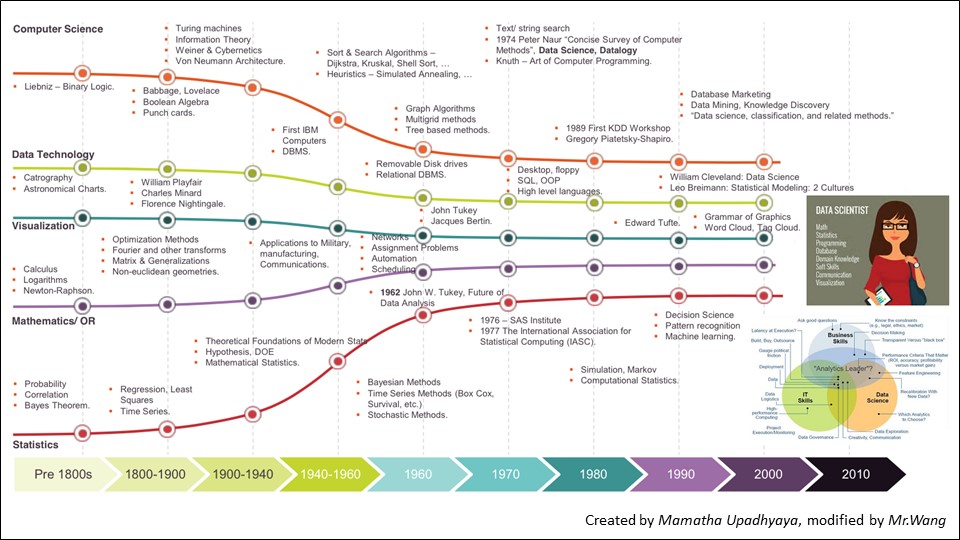 Computer Science
Turing machines
Information Theory
Weiner & Cybernetics
Von Neumann Architecture.
Sort & Search Algorithms –
Dijkstra, Kruskal, Shell Sort, …
Heuristics – Simulated Annealing, …
Text/ string search
1974 Peter Naur “Concise Survey of Computer
Methods”, Data Science, Datalogy
Knuth – Art of Computer Programming.
Liebniz – Binary Logic.
Babbage, Lovelace
Boolean Algebra
Punch cards.
First IBM
Computers
DBMS.
Graph Algorithms
Multigrid methods
Tree based methods.
1989 First KDD Workshop
Gregory Piatetsky-Shapiro.
Database Marketing
Data Mining, Knowledge Discovery
“Data science, classification, and related methods.”
Data Technology
Catrography
Astronomical Charts.
William Playfair
Charles Minard
Florence Nightingale.
Removable Disk drives
Relational DBMS.
Desktop, floppy
SQL, OOP
High level languages.
William Cleveland: Data Science
Leo Breimann: Statistical Modeling: 2 Cultures
Visualization
John Tukey
Jacques Bertin.
Edward Tufte.
Grammar of Graphics
Word Cloud, Tag Cloud.
Calculus
Logarithms
Newton-Raphson.
Optimization Methods
Fourier and other transforms
Matrix & Generalizations
Non-euclidean geometries.
Applications to Military,
manufacturing,
Communications.
Networks
Assignment Problems
Automation
Scheduling
Mathematics/ OR
1962 John W. Tukey, Future of
Data Analysis
Theoretical Foundations of Modern Stats
Hypothesis, DOE
Mathematical Statistics.
1976 – SAS Institute
1977 The International Association for
Statistical Computing (IASC).
Decision Science
Pattern recognition
Machine learning.
Probability
Correlation
Bayes Theorem.
Regression, Least
Squares
Time Series.
Bayesian Methods
Time Series Methods (Box Cox,
Survival, etc.)
Stochastic Methods.
Simulation, Markov
Computational Statistics.
Statistics
DATA SCIENTIST
Math
Statistics
Programming
Database
Domain Knowledge
Soft Skills
Communication
Visualization
Ask good questions
Know the constraints
(e.g., legal, ethics, market)
Latency at Execution?
Business
Skills
Decision Making
Build, Buy, Outsource
Transparent versus "black box"
Performance Criteria That Matter
(ROI, accuracy, profitability
versus market gain)
Deployment
"Analytics Leader"?
Feature Engineering
Data
IT
Skills
Data
Science
Recalibration With
New Data?
Data
Logistics
High-
performance
Computing
Which Analytics
to Choose?
Project
Execution/Monitoring
Data Exploration
Data Governance
Creativity, Communication
Pre 1800s
1800-1900
1900-1940
1940-1960
1960
1970
1980
1990
2000
2010
Created by Mamatha Upadhyaya, modified by Mr.Wang